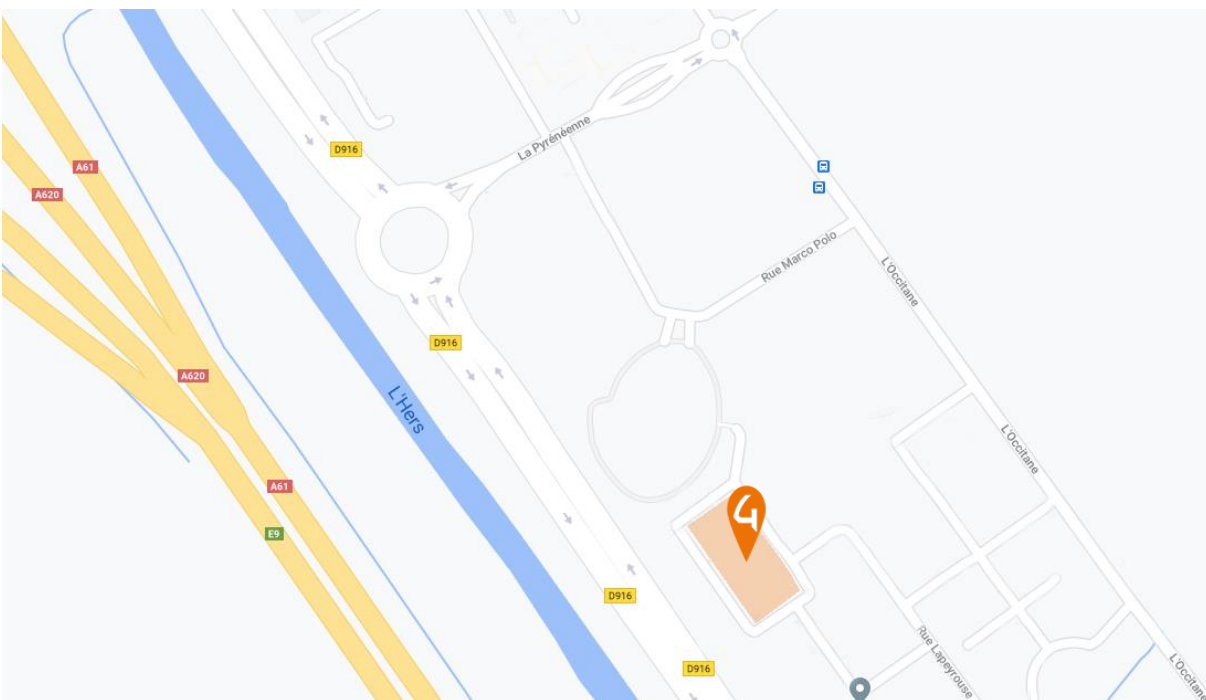 D916
La Pyrénéenne
A61
A620
Rue Marco Polo
L'Occitane
D916
A620
L'Hers
L'Occitane
A61
4
E9
D916
Rue Lapeyrouse
D916
L'Occitane